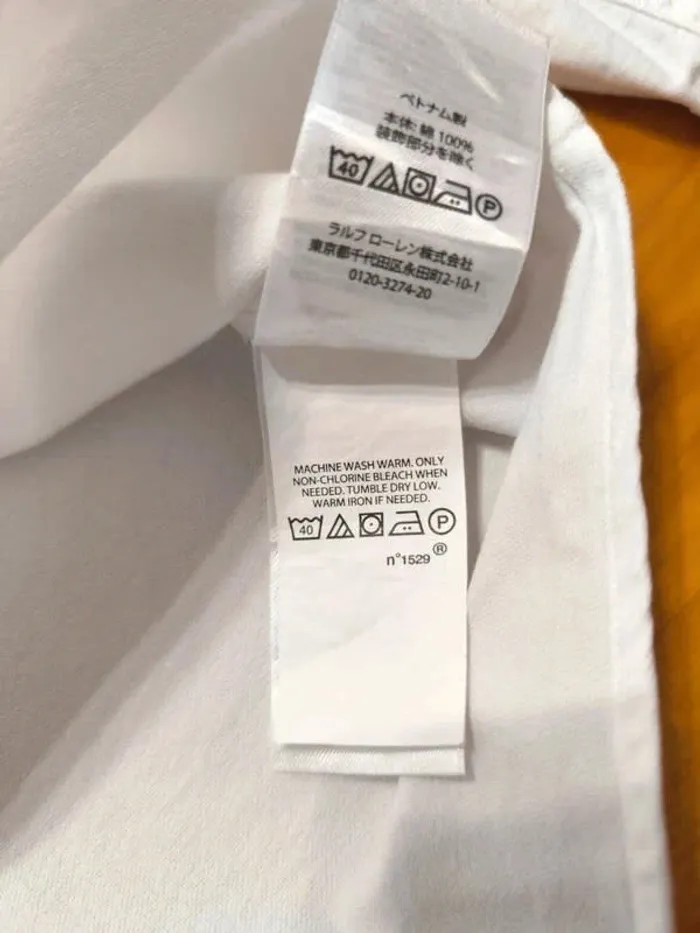 ベトナム製
本体: 綿 100%
装飾部分を除く
40 P
ラルフ ローレン株式会社
東京都千代田区永田町2-10-1
0120-3274-20
MACHINE WASH WARM. ONLY
NON-CHLORINE BLEACH WHEN
NEEDED. TUMBLE DRY LOW.
WARM IRON IF NEEDED.
40 P
n°1529 ®